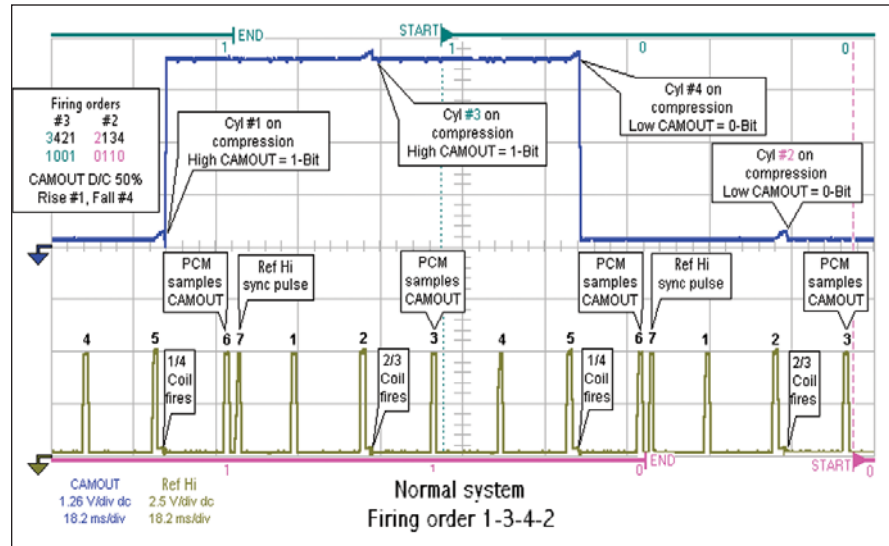 END
START
1
1
0
0
Firing orders
#3 #2
3421 2134
1001 0110
CAMOUT D/C 50%
Rise #1, Fall #4
Cyl #1 on
compression
High CAMOUT = 1-Bit
Cyl #3 on
compression
High CAMOUT = 1-Bit
Cyl #4 on
compression
Low CAMOUT = 0-Bit
Cyl #2 on
compression
Low CAMOUT = 0-Bit
PCM
samples
CAMOUT
Ref Hi
sync pulse
PCM
samples
CAMOUT
PCM
samples
CAMOUT
Ref Hi
sync pulse
PCM
samples
CAMOUT
4 5 6 7 1 2 3 4 5 6 7 1 2 3
1/4
Coil
fires
2/3
Coil
fires
1/4
Coil
fires
2/3
Coil
fires
1 1 0 END START 0
CAMOUT Ref Hi
1.26 V/div dc 2.5 V/div dc
18.2 ms/div 18.2 ms/div
Normal system
Firing order 1-3-4-2